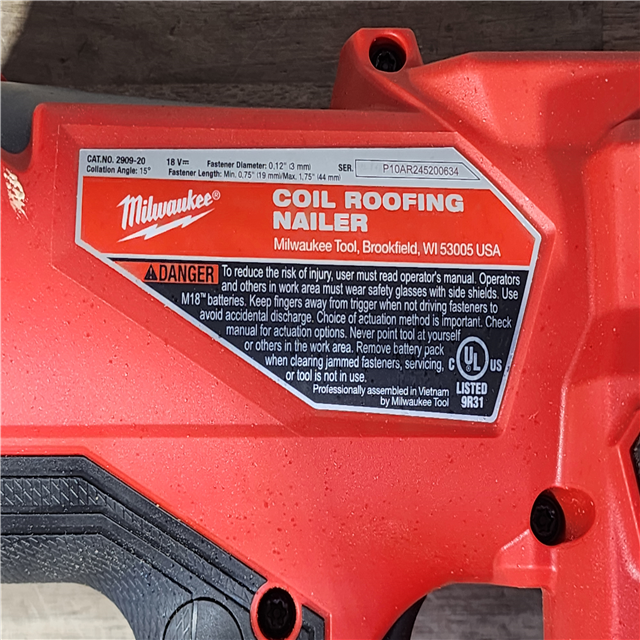 CAT.NO. 2909-20 18 V⎓ Fastener Diameter: 0.12" (3 mm) SER. P10AR245200634
Collation Angle: 15° Fastener Length: Min. 0.75" (19 mm)/Max. 1.75" (44 mm)
Milwaukee®
COIL ROOFING
NAILER
Milwaukee Tool, Brookfield, WI 53005 USA
DANGER To reduce the risk of injury, user must read operator's manual. Operators
and others in work area must wear safety glasses with side shields. Use
M18™ batteries. Keep fingers away from trigger when not driving fasteners to
avoid accidental discharge. Choice of actuation method is important. Check
manual for actuation options. Never point tool at yourself
or others in the work area. Remove battery pack
when clearing jammed fasteners, servicing,
or tool is not in use.
Professionally assembled in Vietnam
by Milwaukee Tool
C UL US
LISTED
9R31